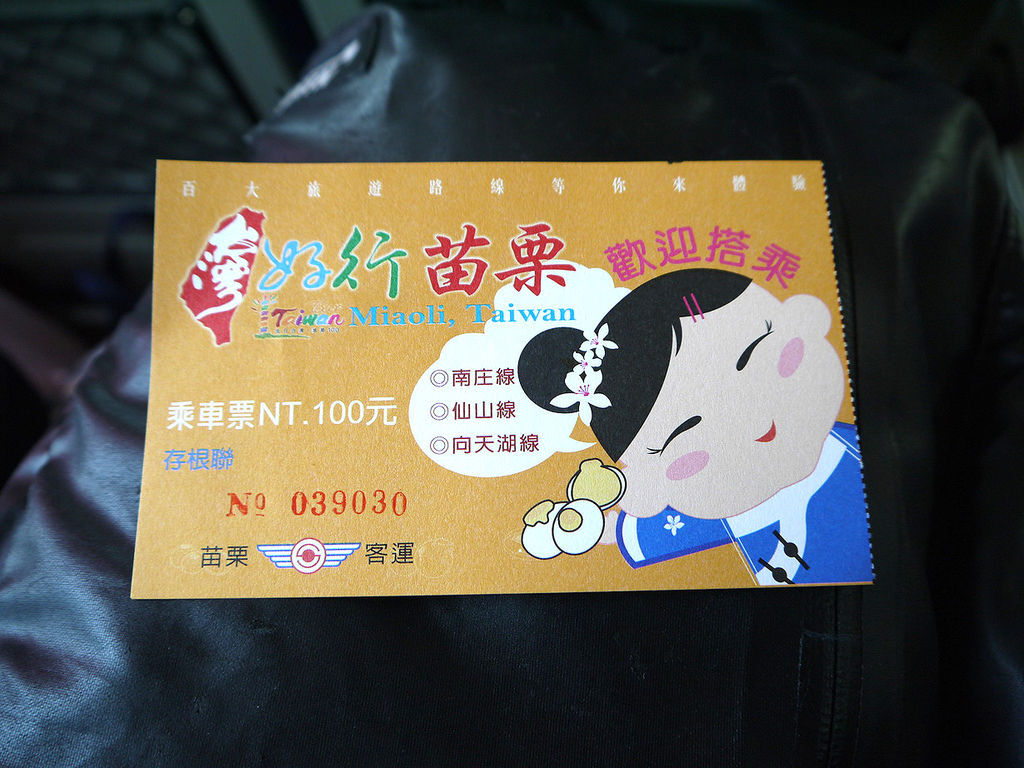 百大旅遊路線等你來體驗
台灣好行苗栗
歡迎搭乘
Taiwan
Miaoli, Taiwan
◎南庄線
◎仙山線
◎向天湖線
乘車票NT.100元
存根聯
Nº 039030
苗栗客運